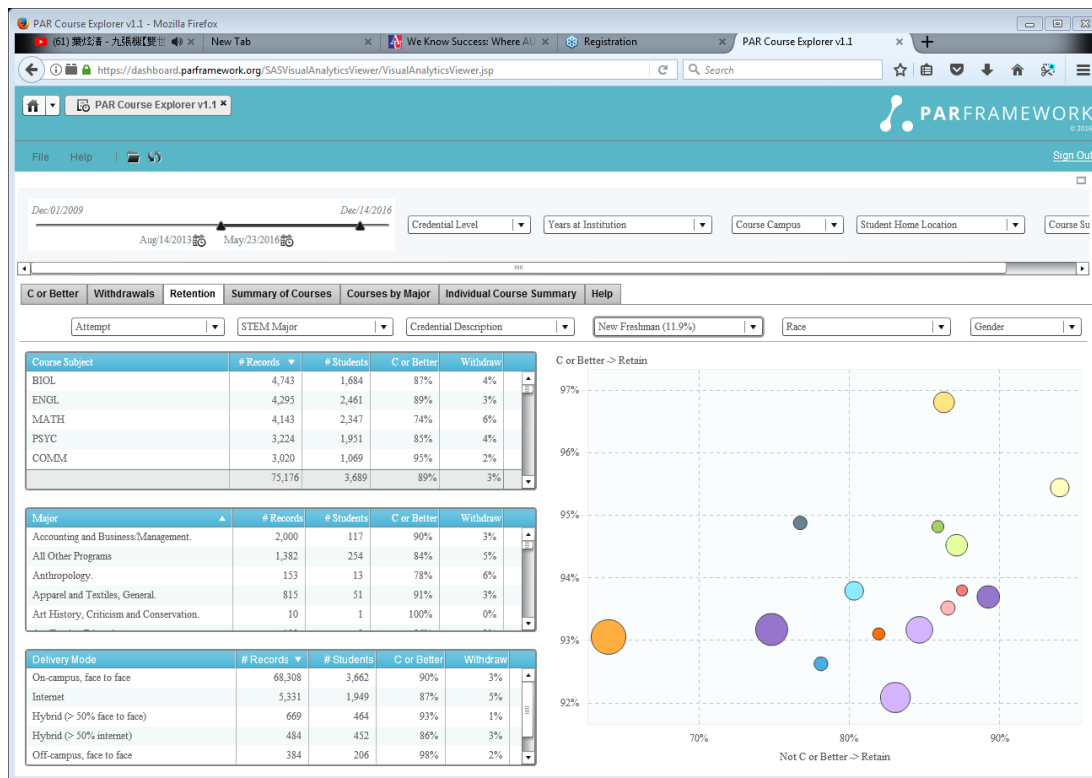 PAR Course Explorer v1.1 - Mozilla Firefox
(61) 葉炫清 - 九張機【雙世
New Tab
We Know Success: Where AU
Registration
PAR Course Explorer v1.1
https://dashboard.parframework.org/SASVisualAnalyticsViewer/VisualAnalyticsViewer.jsp
Search
PAR Course Explorer v1.1
PARFRAMEWORK
© 2016
File Help
Sign Out
Dec/01/2009 Dec/14/2016
Aug/14/2013 May/23/2016
Credential Level
Years at Institution
Course Campus
Student Home Location
Course Su
C or Better Withdrawals Retention Summary of Courses Courses by Major Individual Course Summary Help
Attempt
STEM Major
Credential Description
New Freshman (11.9%)
Race
Gender
Course Subject # Records # Students C or Better Withdraw
BIOL 4,743 1,684 87% 4%
ENGL 4,295 2,461 89% 3%
MATH 4,143 2,347 74% 6%
PSYC 3,224 1,951 85% 4%
COMM 3,020 1,069 95% 2%
75,176 3,689 89% 3%
Major # Records # Students C or Better Withdraw
Accounting and Business/Management. 2,000 117 90% 3%
All Other Programs 1,382 254 84% 5%
Anthropology. 153 13 78% 6%
Apparel and Textiles, General. 815 51 91% 3%
Art History, Criticism and Conservation. 10 1 100% 0%
Delivery Mode # Records # Students C or Better Withdraw
On-campus, face to face 68,308 3,662 90% 3%
Internet 5,331 1,949 87% 5%
Hybrid (> 50% face to face) 669 464 93% 1%
Hybrid (> 50% internet) 484 452 86% 3%
Off-campus, face to face 384 206 98% 2%
C or Better -> Retain
97%
96%
95%
94%
93%
92%
70% 80% 90%
Not C or Better -> Retain